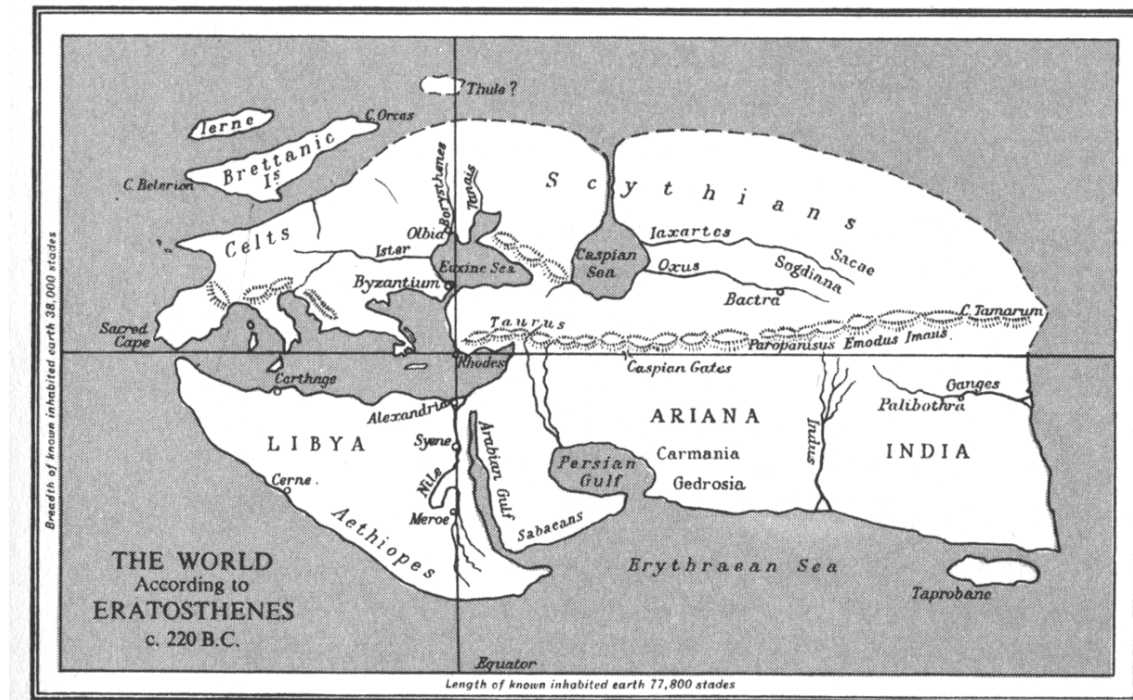 Thule?
Ierne
C. Orcas
Brettanic
Is
C. Belerion
Borysthenes
Tanais
Scythians
Celts
Olbia
Ister
Euxine Sea
Caspian
Sea
Iaxartes
Sacae
Sogdiana
Oxus
Byzantium
Bactra
Sacred
Cape
Taurus
C. Tamarum
Paropanisus Emodus Imaus
Rhodes
Caspian Gates
Carthage
Ganges
Alexandria
Palibothra
ARIANA
LIBYA
Syene
Arabian Gulf
Indus
INDIA
Carmania
Persian
Gulf
Cerne
Nile
Gedrosia
Meroe
Sabaeans
Aethiopes
Erythraean Sea
Taprobane
THE WORLD
According to
ERATOSTHENES
c. 220 B.C.
Equator
Length of known inhabited earth 77,800 stades
Breadth of known inhabited earth 38,000 stades